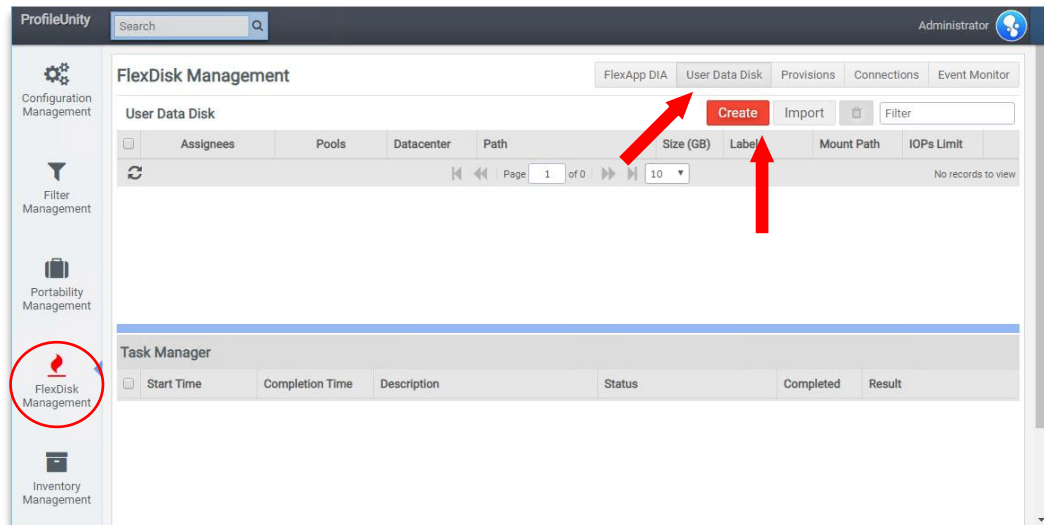 ProfileUnity
Search
Administrator
Configuration
Management
Filter
Management
Portability
Management
FlexDisk
Management
Inventory
Management
FlexDisk Management
FlexApp DIA User Data Disk Provisions Connections Event Monitor
User Data Disk
Create Import Filter
Assignees Pools Datacenter Path Size (GB) Label Mount Path IOPs Limit
Page 1 of 0 10 No records to view
Task Manager
Start Time Completion Time Description Status Completed Result